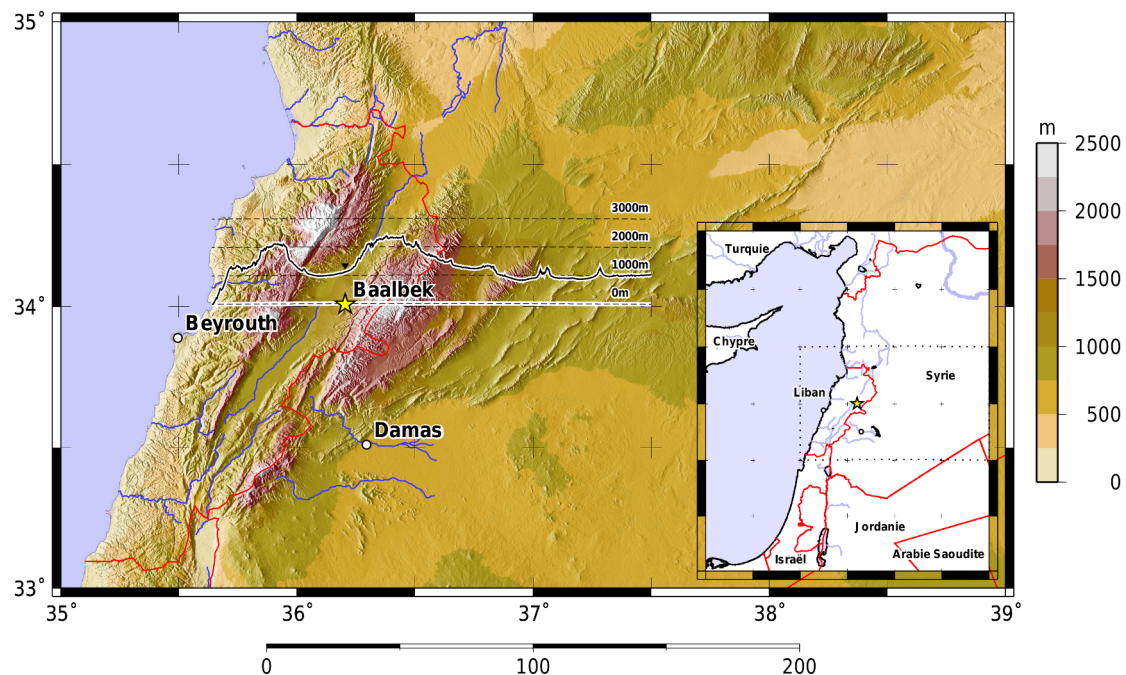 35°
34°
33°
35°
36°
37°
38°
39°
3000m
2000m
1000m
0m
Baalbek
Beyrouth
Damas
m
2500
2000
1500
1000
500
0
Turquie
Chypre
Liban
Syrie
Jordanie
Israël
Arabie Saoudite
0
100
200